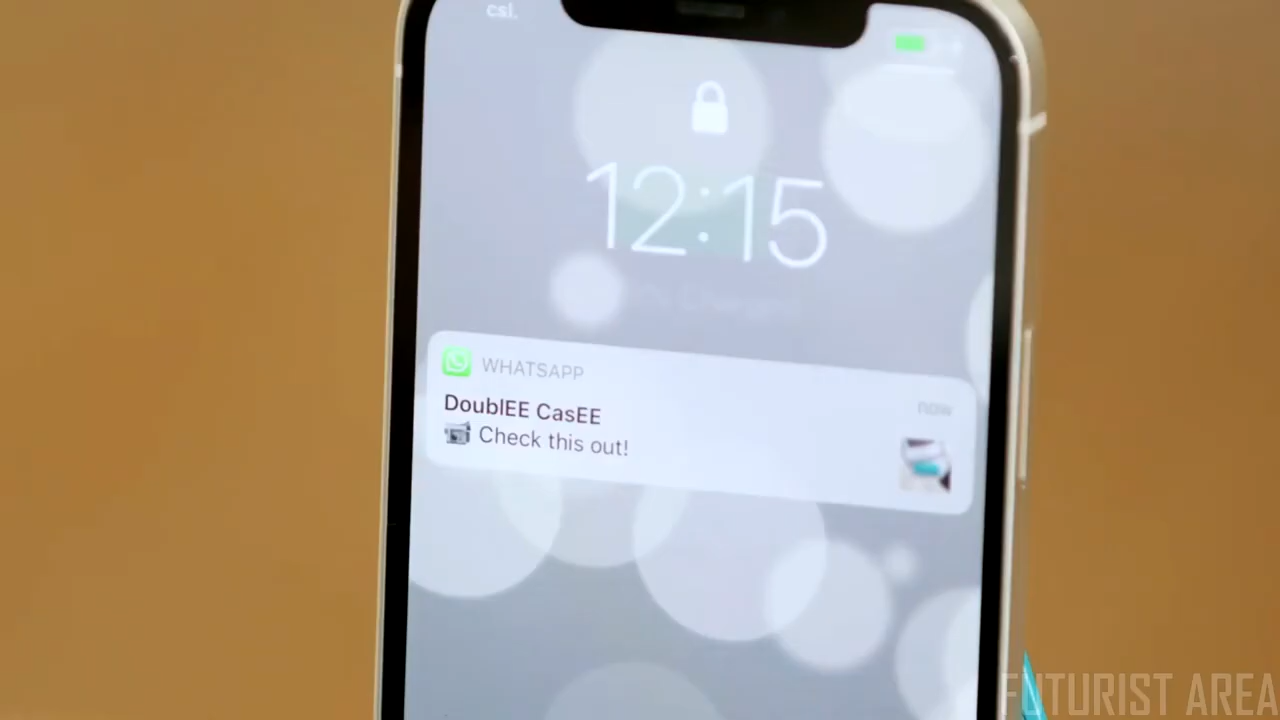 csl.
12:15
WHATSAPP
now
DoublEE CasEE
Check this out!
FUTURIST AREA